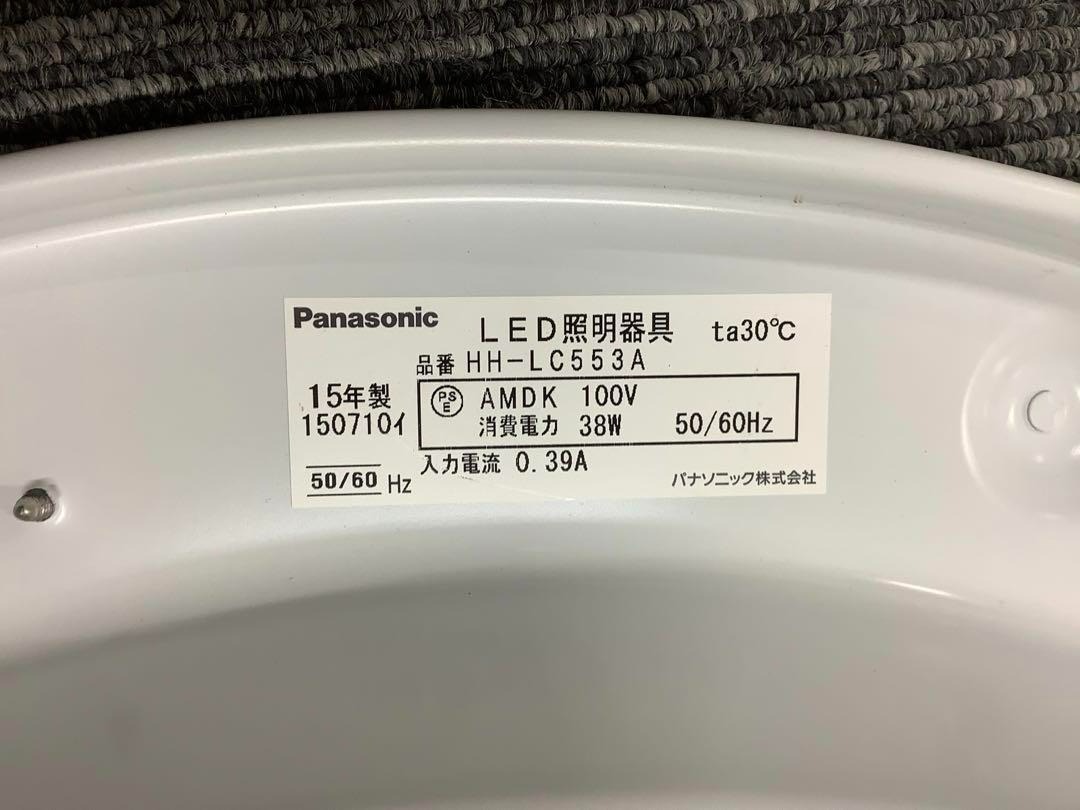 Panasonic LED照明器具 ta30℃
品番 HH-LC553A
15年製
150710イ
50/60 Hz
PSE AMDK 100V
消費電力 38W 50/60Hz
入力電流 0.39A
パナソニック株式会社